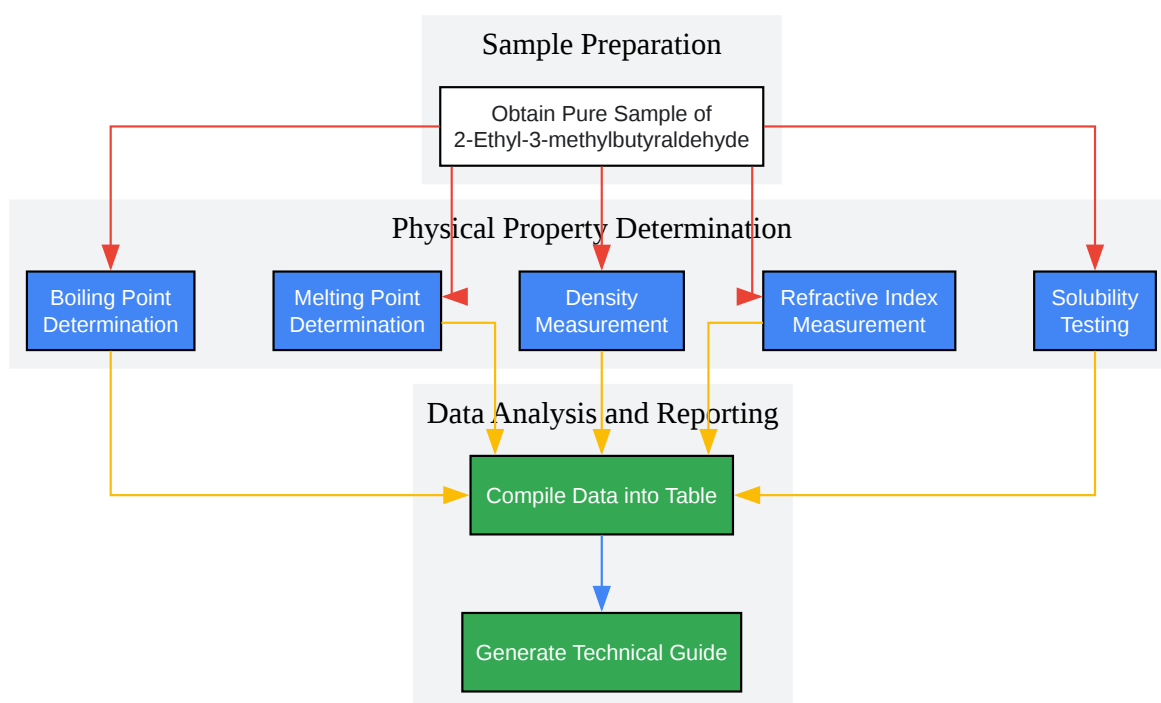 Sample Preparation
Obtain Pure Sample of
2-Ethyl-3-methylbutyraldehyde
Physical Property Determination
Boiling Point
Determination
Melting Point
Determination
Density
Measurement
Refractive Index
Measurement
Solubility
Testing
Data Analysis and Reporting
Compile Data into Table
Generate Technical Guide